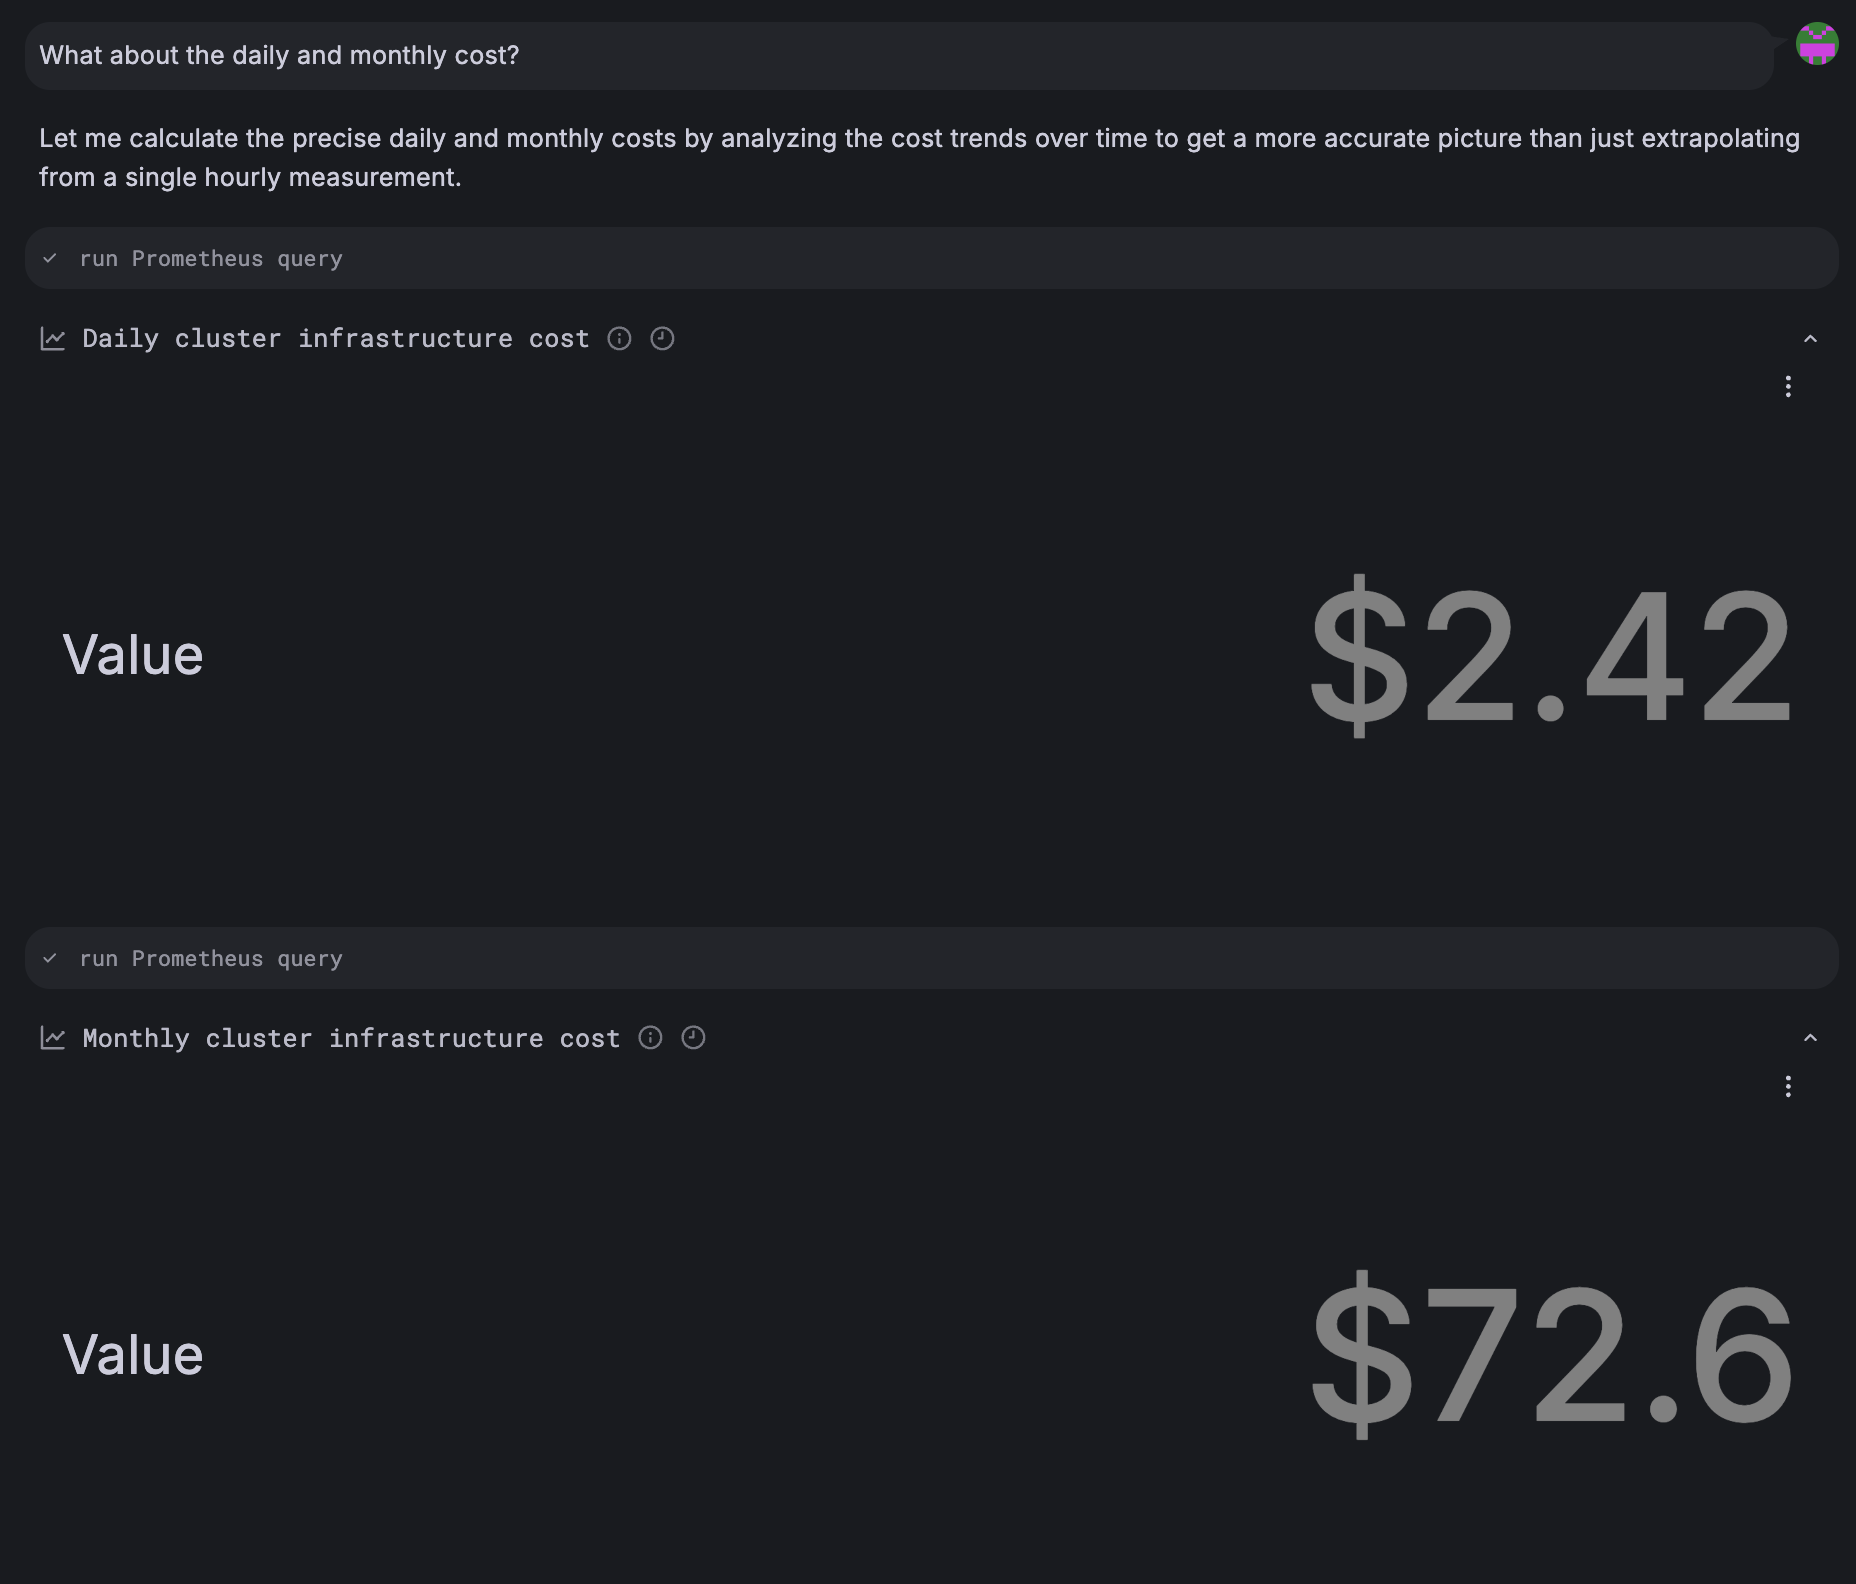 What about the daily and monthly cost?
Let me calculate the precise daily and monthly costs by analyzing the cost trends over time to get a more accurate picture than just extrapolating
from a single hourly measurement.
run Prometheus query
Daily cluster infrastructure cost
Value
$2.42
run Prometheus query
Monthly cluster infrastructure cost
Value
$72.6